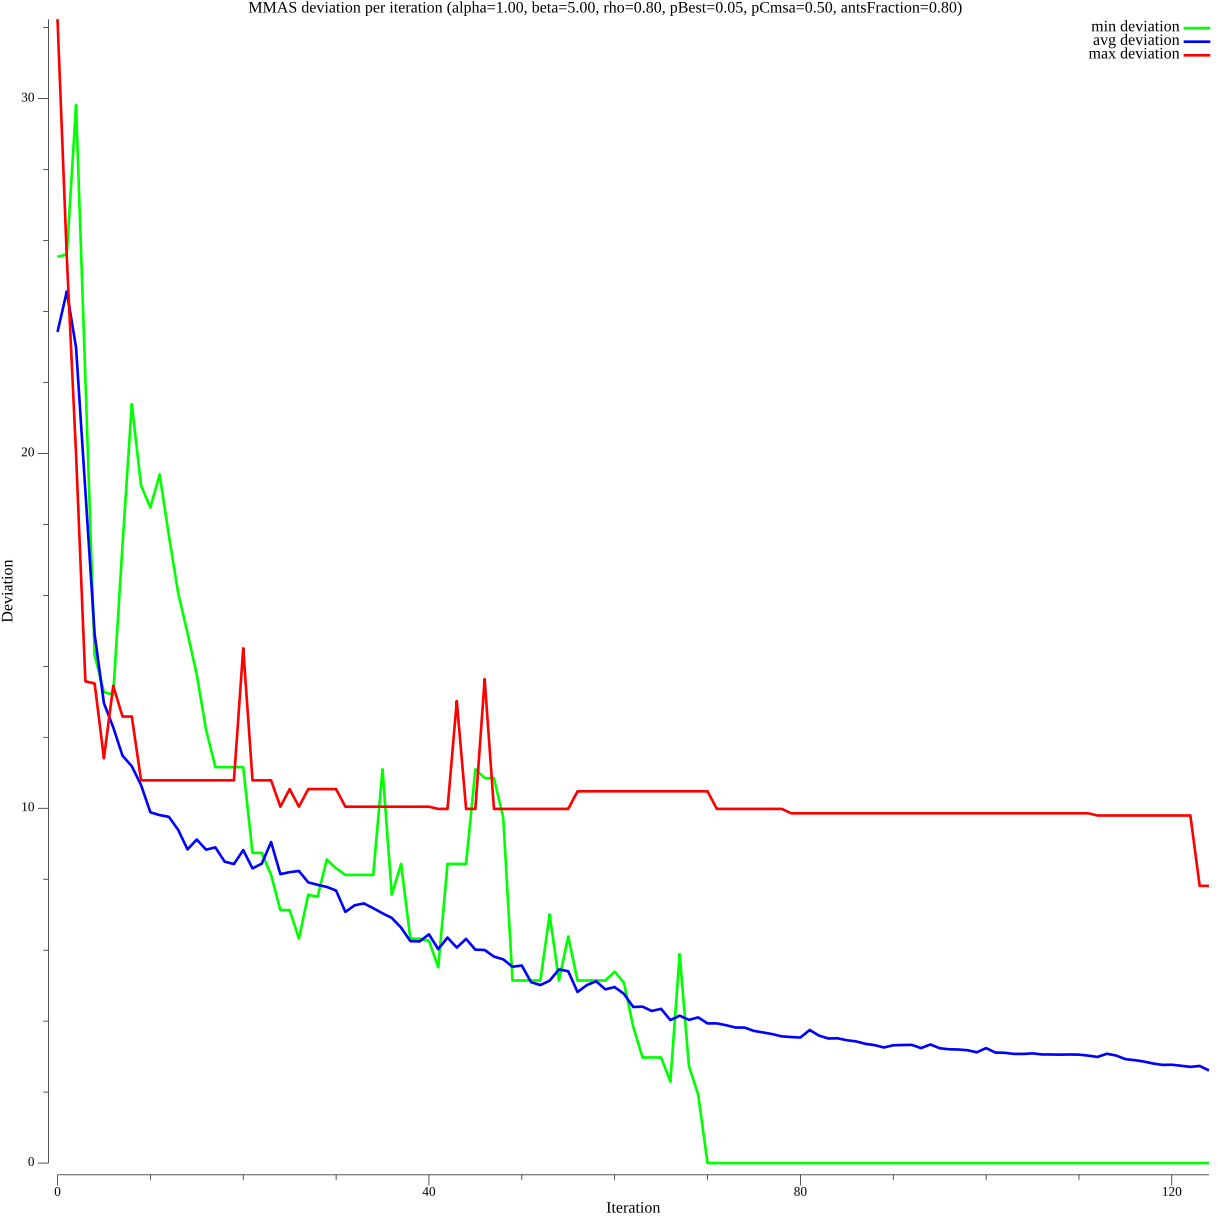 MMAS deviation per iteration (alpha=1.00, beta=5.00, rho=0.80, pBest=0.05, pCmsa=0.50, antsFraction=0.80)
min deviation
avg deviation
max deviation
30
20
10
0
Deviation
0 40 80 120
Iteration